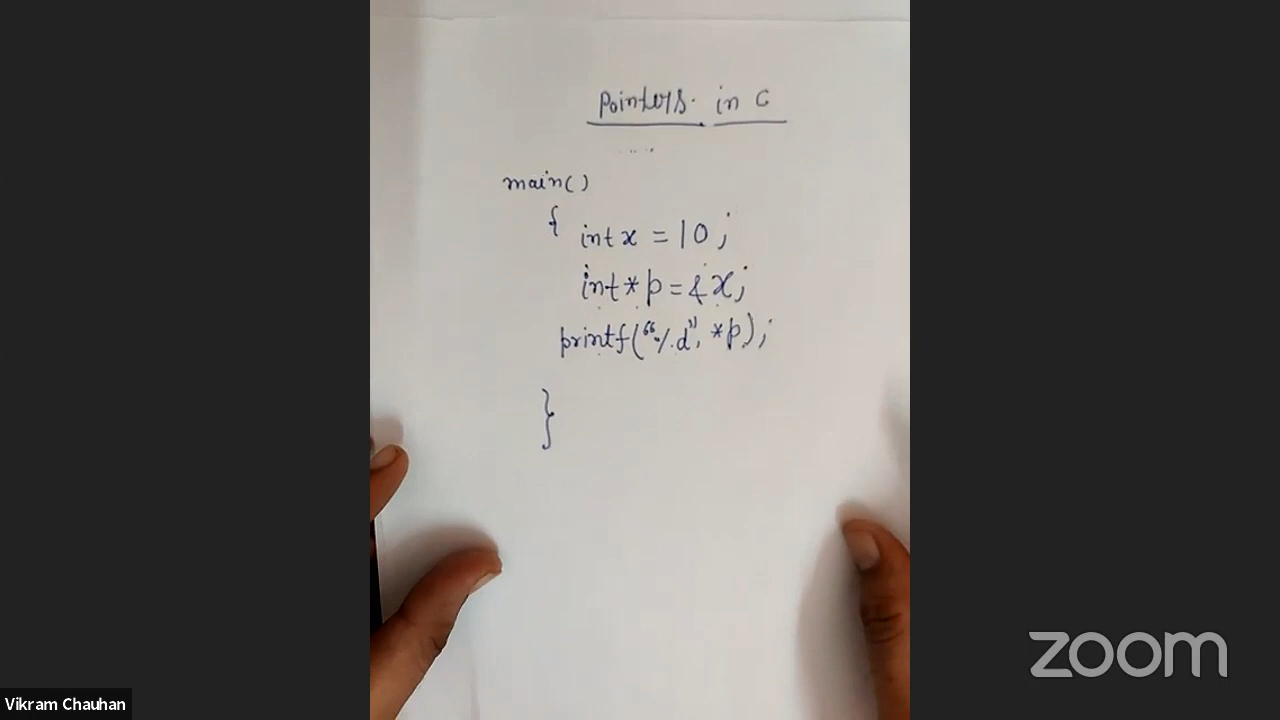 Pointers. in C
main()
{ int x = 10;
int *p = &x;
printf("%d", *p);
}
zoom
Vikram Chauhan